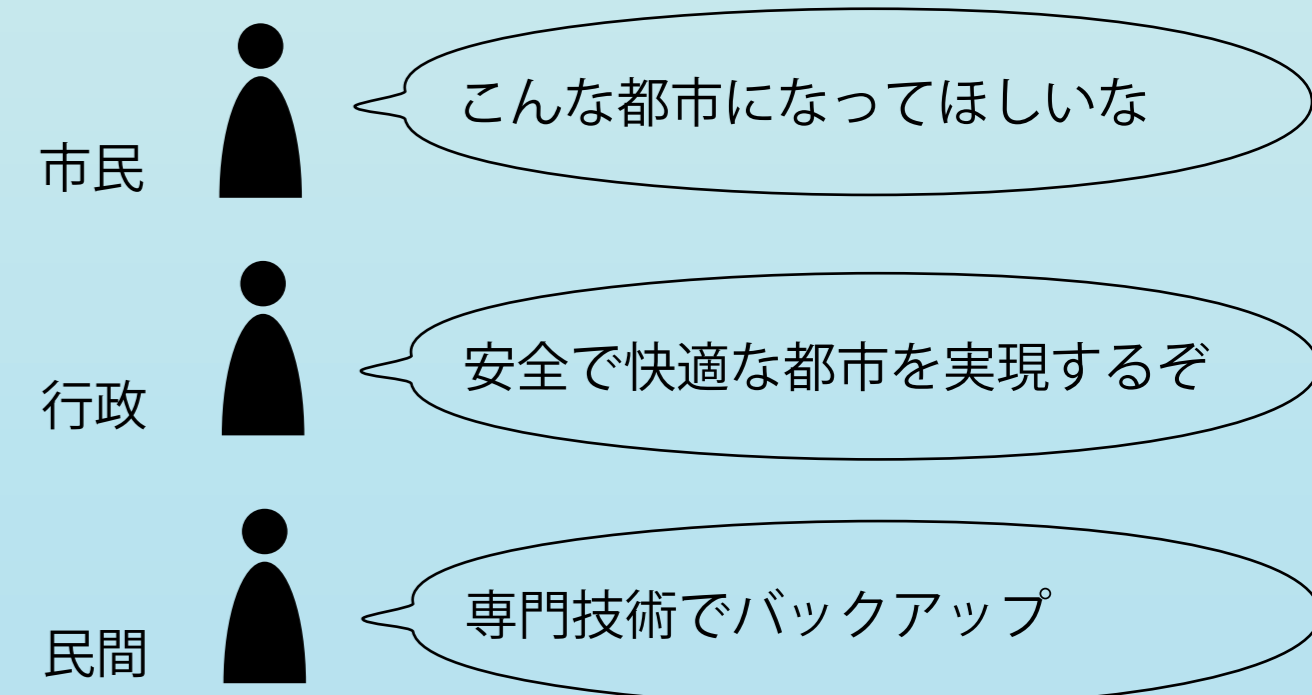 市民
こんな都市になってほしいな
行政
安全で快適な都市を実現するぞ
民間
専門技術でバックアップ